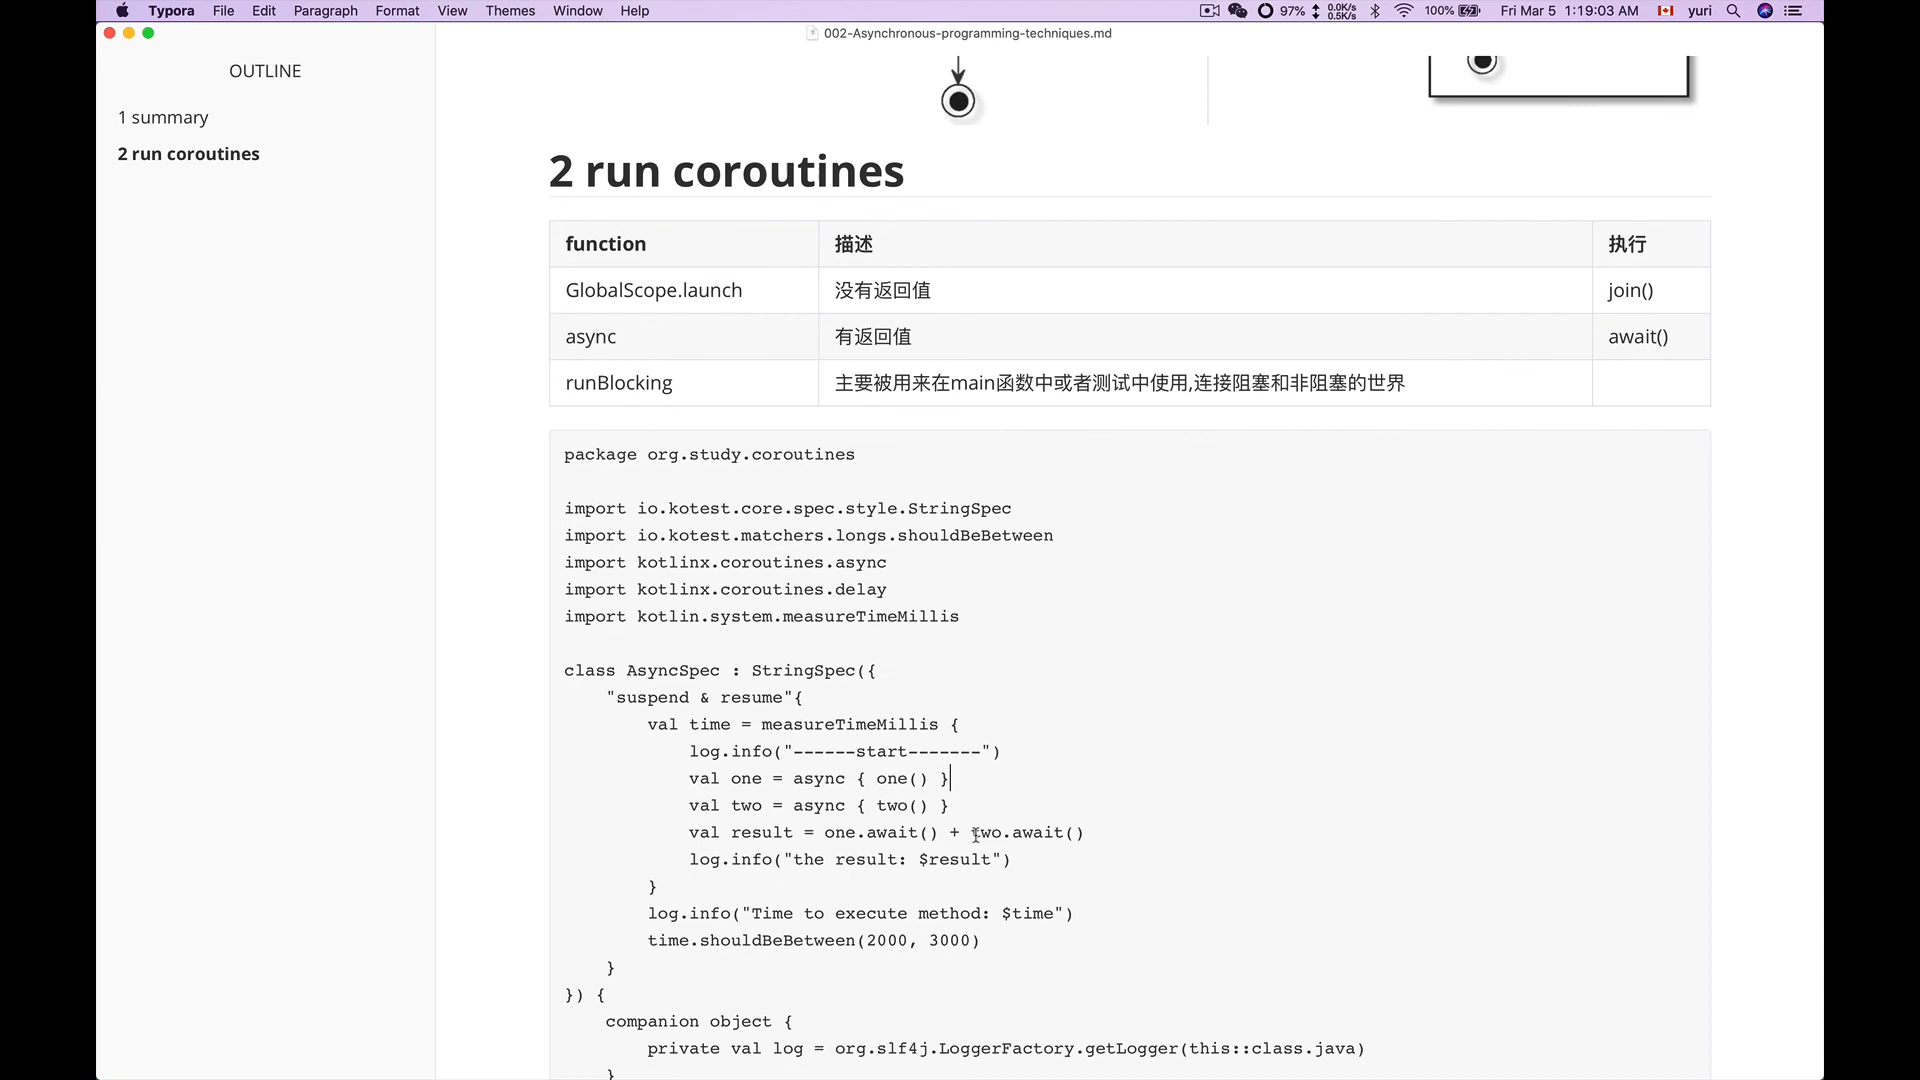 Typora File Edit Paragraph Format View Themes Window Help 97% 0.0K/s 0.5K/s 100% Fri Mar 5 1:19:03 AM yuri
002-Asynchronous-programming-techniques.md
OUTLINE
1 summary
2 run coroutines
2 run coroutines
function 描述 执行
GlobalScope.launch 没有返回值 join()
async 有返回值 await()
runBlocking 主要被用来在main函数中或者测试中使用,连接阻塞和非阻塞的世界
package org.study.coroutines
import io.kotest.core.spec.style.StringSpec
import io.kotest.matchers.longs.shouldBeBetween
import kotlinx.coroutines.async
import kotlinx.coroutines.delay
import kotlin.system.measureTimeMillis
class AsyncSpec : StringSpec({
"suspend & resume"{
val time = measureTimeMillis {
log.info("------start-------")
val one = async { one() }
val two = async { two() }
val result = one.await() + two.await()
log.info("the result: $result")
}
log.info("Time to execute method: $time")
time.shouldBeBetween(2000, 3000)
}
}) {
companion object {
private val log = org.slf4j.LoggerFactory.getLogger(this::class.java)
}